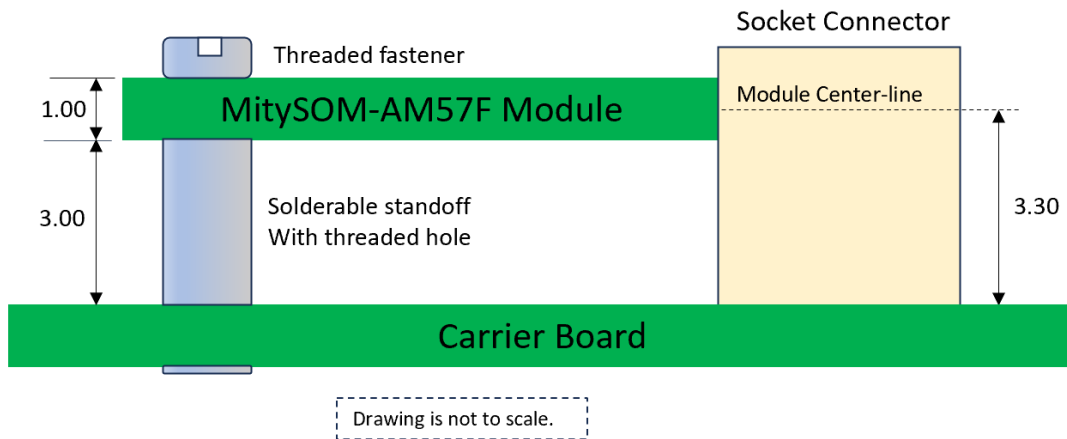 Socket Connector
Threaded fastener
1.00
MitySOM-AM57F Module
Module Center-line
3.00
Solderable standoff
With threaded hole
3.30
Carrier Board
Drawing is not to scale.